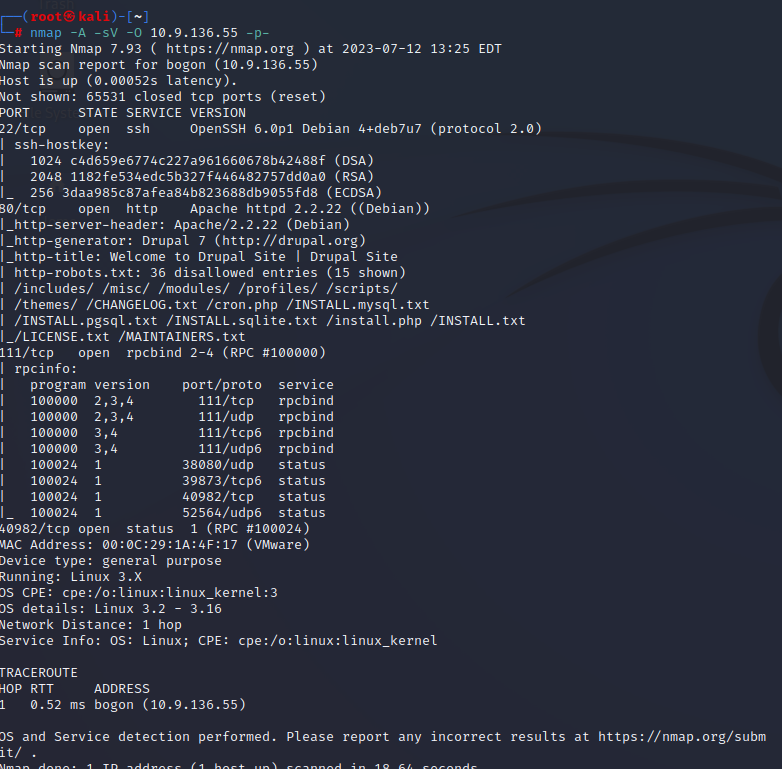 ┌──(root㉿kali)-[~]
└─# nmap -A -sV -O 10.9.136.55 -p-
Starting Nmap 7.93 ( https://nmap.org ) at 2023-07-12 13:25 EDT
Nmap scan report for bogon (10.9.136.55)
Host is up (0.00052s latency).
Not shown: 65531 closed tcp ports (reset)
PORT      STATE SERVICE VERSION
22/tcp    open  ssh     OpenSSH 6.0p1 Debian 4+deb7u7 (protocol 2.0)
| ssh-hostkey:
|   1024 c4d659e6774c227a961660678b42488f (DSA)
|   2048 1182fe534edc5b327f446482757dd0a0 (RSA)
|_  256 3daa985c87afea84b823688db9055fd8 (ECDSA)
80/tcp    open  http    Apache httpd 2.2.22 ((Debian))
|_http-server-header: Apache/2.2.22 (Debian)
|_http-generator: Drupal 7 (http://drupal.org)
|_http-title: Welcome to Drupal Site | Drupal Site
| http-robots.txt: 36 disallowed entries (15 shown)
| /includes/ /misc/ /modules/ /profiles/ /scripts/
| /themes/ /CHANGELOG.txt /cron.php /INSTALL.mysql.txt
| /INSTALL.pgsql.txt /INSTALL.sqlite.txt /install.php /INSTALL.txt
|_/LICENSE.txt /MAINTAINERS.txt
111/tcp   open  rpcbind 2-4 (RPC #100000)
| rpcinfo:
|   program version    port/proto  service
|   100000  2,3,4        111/tcp   rpcbind
|   100000  2,3,4        111/udp   rpcbind
|   100000  3,4          111/tcp6  rpcbind
|   100000  3,4          111/udp6  rpcbind
|   100024  1          38080/udp   status
|   100024  1          39873/tcp6  status
|   100024  1          40982/tcp   status
|_  100024  1          52564/udp6  status
40982/tcp open  status  1 (RPC #100024)
MAC Address: 00:0C:29:1A:4F:17 (VMware)
Device type: general purpose
Running: Linux 3.X
OS CPE: cpe:/o:linux:linux_kernel:3
OS details: Linux 3.2 - 3.16
Network Distance: 1 hop
Service Info: OS: Linux; CPE: cpe:/o:linux:linux_kernel
TRACEROUTE
HOP RTT     ADDRESS
1   0.52 ms bogon (10.9.136.55)
OS and Service detection performed. Please report any incorrect results at https://nmap.org/subm
it/ .
Nmap done: 1 IP address (1 host up) scanned in 18.64 seconds